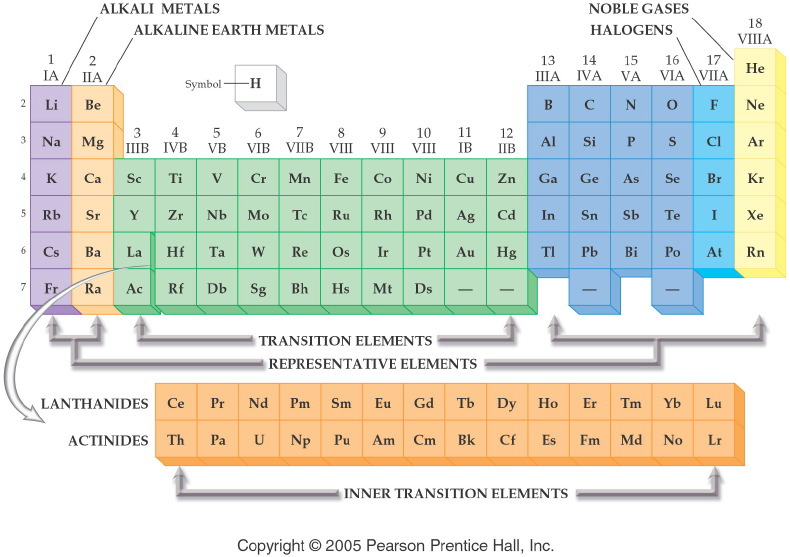 ALKALI METALS
ALKALINE EARTH METALS
NOBLE GASES
HALOGENS
18
VIIIA
1
IA
2
IIA
Symbol H
13 14 15 16 17
IIIA IVA VA VIA VIIA
He
2 Li Be B C N O F Ne
3 Na Mg Al Si P S Cl Ar
3 4 5 6 7 8 9 10 11 12
IIIB IVB VB VIB VIIB VIII VIII VIII IB IIB
4 K Ca Sc Ti V Cr Mn Fe Co Ni Cu Zn Ga Ge As Se Br Kr
5 Rb Sr Y Zr Nb Mo Tc Ru Rh Pd Ag Cd In Sn Sb Te I Xe
6 Cs Ba La Hf Ta W Re Os Ir Pt Au Hg Tl Pb Bi Po At Rn
7 Fr Ra Ac Rf Db Sg Bh Hs Mt Ds — — — —
TRANSITION ELEMENTS
REPRESENTATIVE ELEMENTS
LANTHANIDES Ce Pr Nd Pm Sm Eu Gd Tb Dy Ho Er Tm Yb Lu
ACTINIDES Th Pa U Np Pu Am Cm Bk Cf Es Fm Md No Lr
INNER TRANSITION ELEMENTS
Copyright © 2005 Pearson Prentice Hall, Inc.